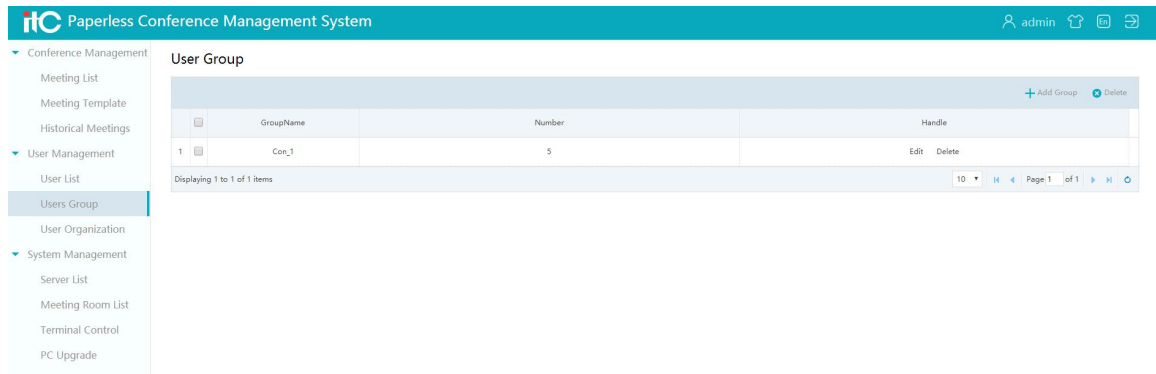 itC Paperless Conference Management System
admin
En
Conference Management
Meeting List
Meeting Template
Historical Meetings
User Management
User List
Users Group
User Organization
System Management
Server List
Meeting Room List
Terminal Control
PC Upgrade
User Group
Add Group Delete
GroupName Number Handle
1 Con_1 5 Edit Delete
Displaying 1 to 1 of 1 items 10 Page 1 of 1